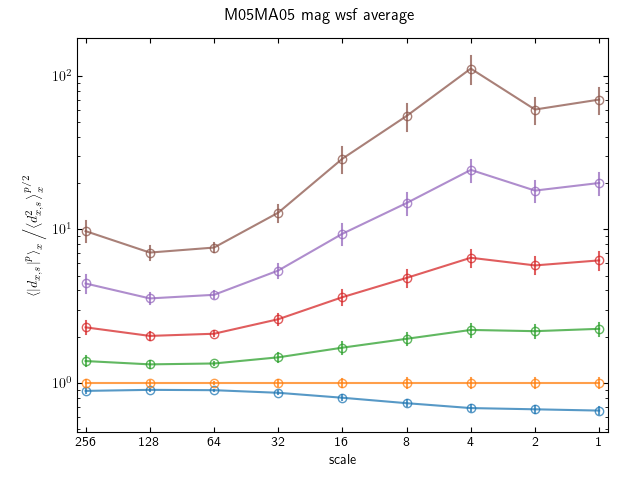 M05MA05 mag wsf average
10²
10¹
10⁰
⟨|d_{x,s}|^p⟩_x / ⟨d²_{x,s}⟩_x^{p/2}
256 128 64 32 16 8 4 2 1
scale